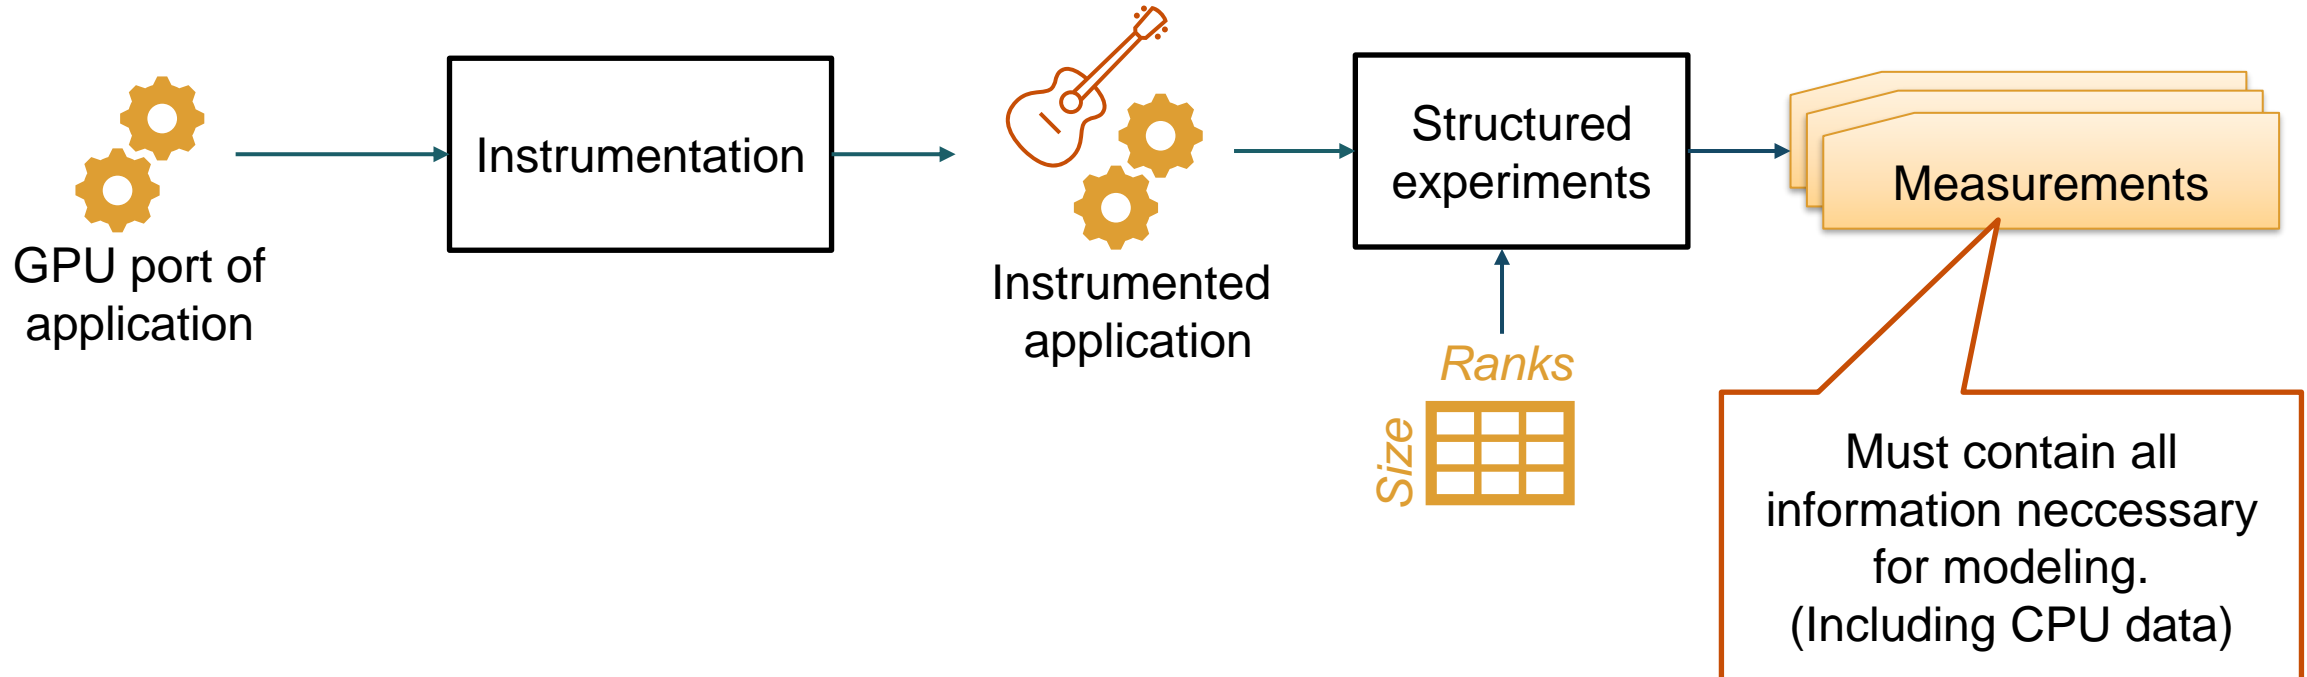 GPU port of
application
Instrumentation
Instrumented
application
Structured
experiments
Ranks
Size
Measurements
Must contain all
information neccessary
for modeling.
(Including CPU data)